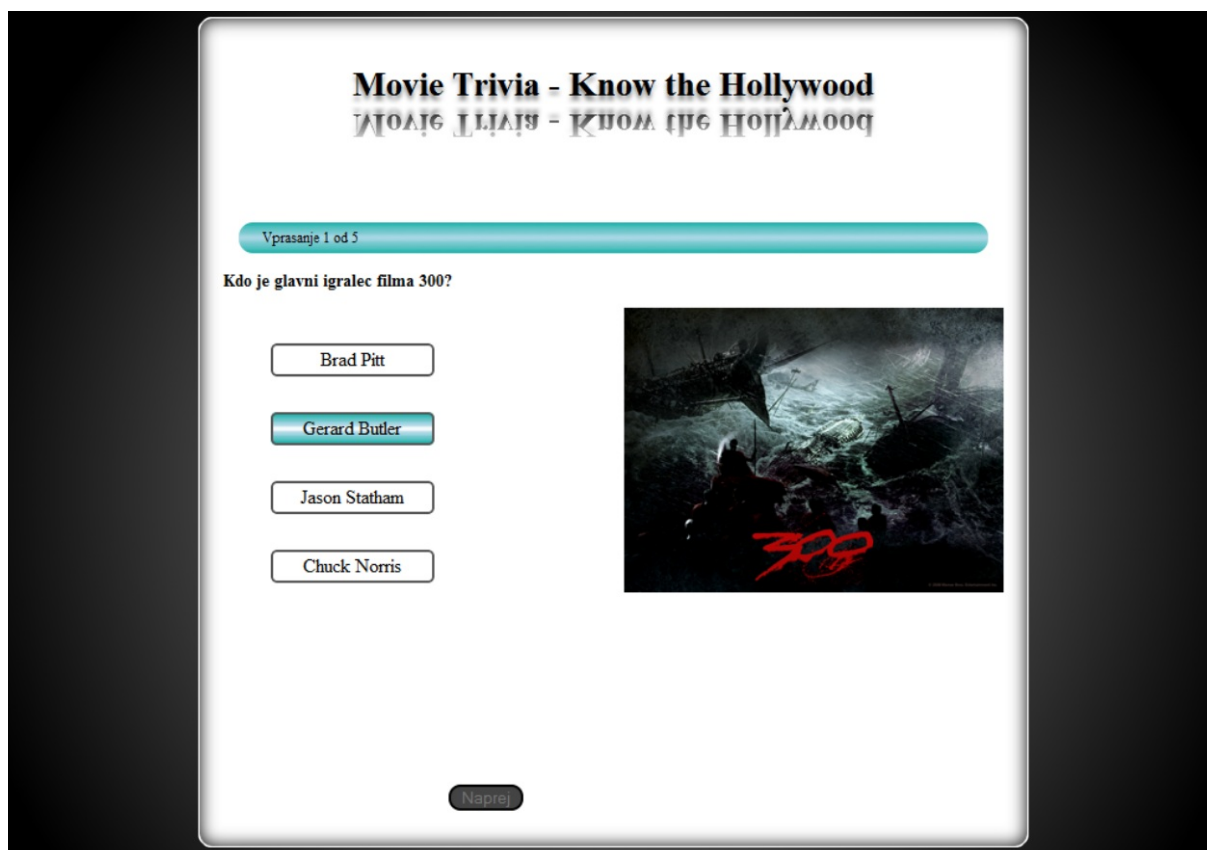 Movie Trivia - Know the Hollywood
Movie Trivia - Know the Hollywood
Vprasanje 1 od 5
Kdo je glavni igralec filma 300?
Brad Pitt
Gerard Butler
Jason Statham
Chuck Norris
300
Naprej